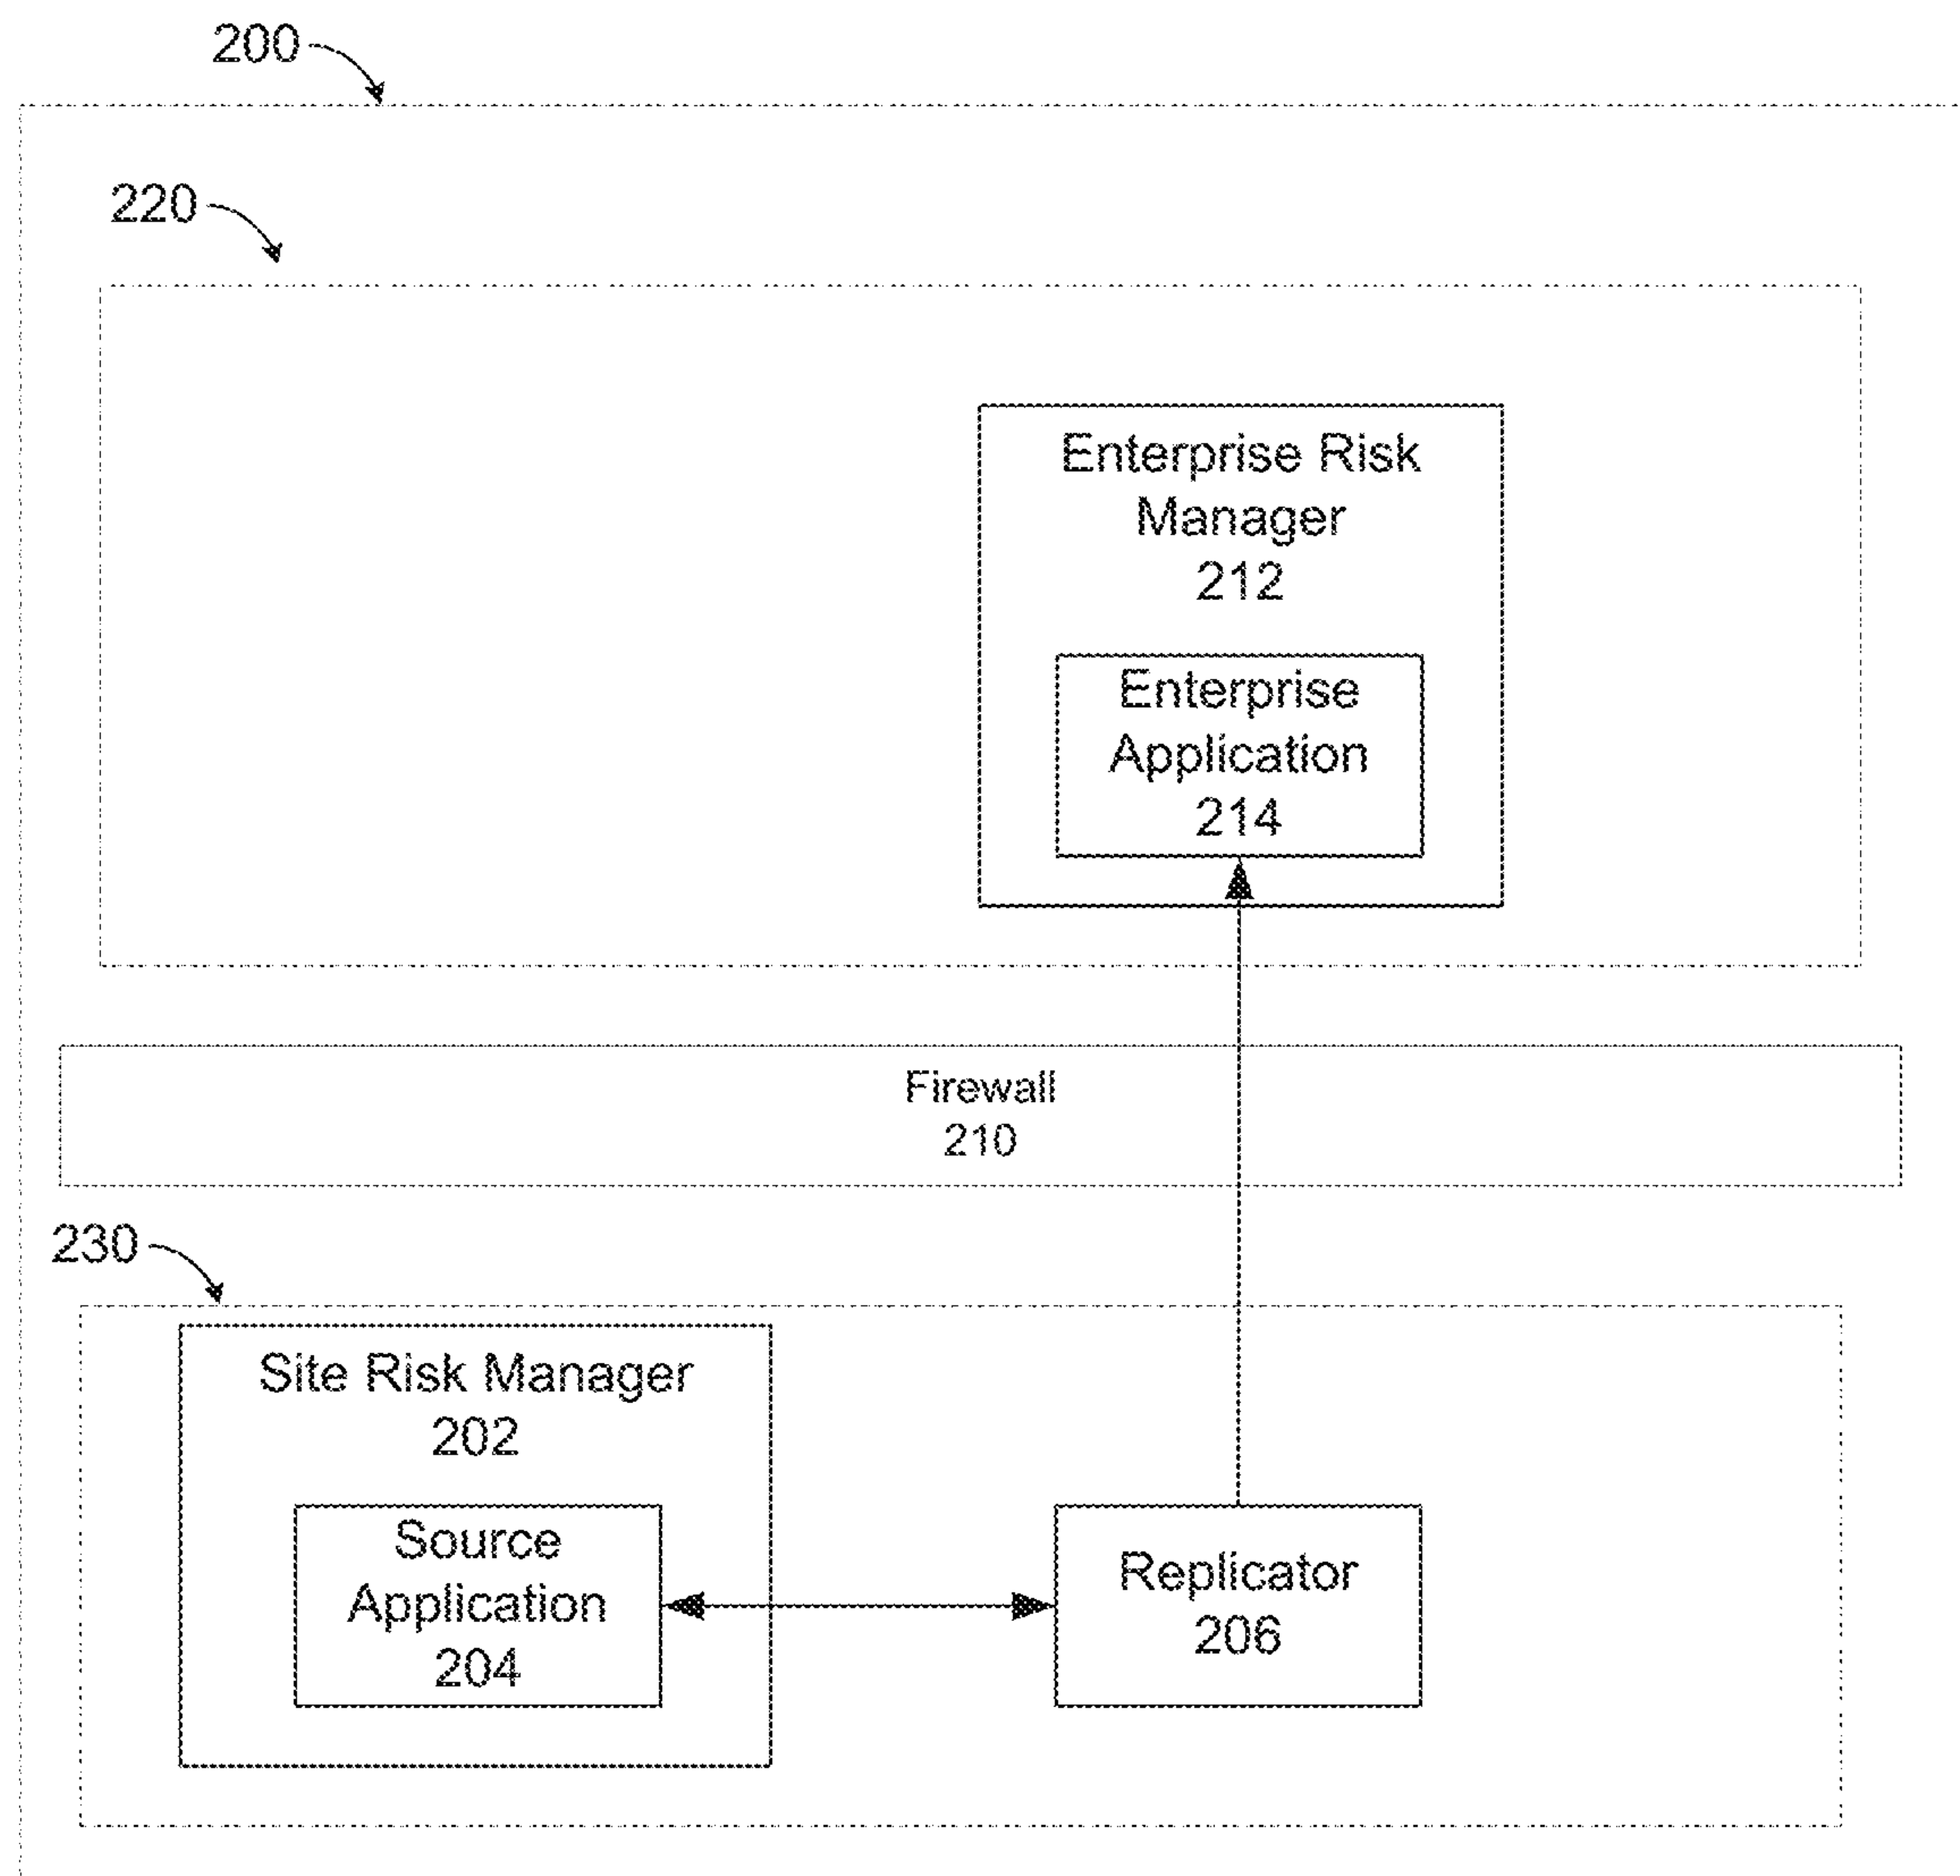 200
220
Enterprise Risk
Manager
212
Enterprise
Application
214
Firewall
210
230
Site Risk Manager
202
Source
Application
204
Replicator
206